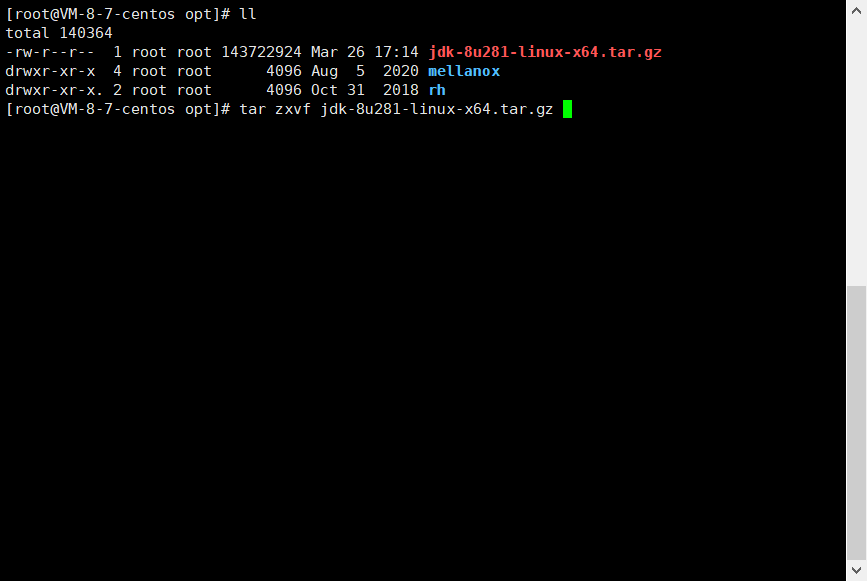 [root@VM-8-7-centos opt]# ll
total 140364
-rw-r--r--  1 root root 143722924 Mar 26 17:14 jdk-8u281-linux-x64.tar.gz
drwxr-xr-x  4 root root      4096 Aug  5  2020 mellanox
drwxr-xr-x. 2 root root      4096 Oct 31  2018 rh
[root@VM-8-7-centos opt]# tar zxvf jdk-8u281-linux-x64.tar.gz